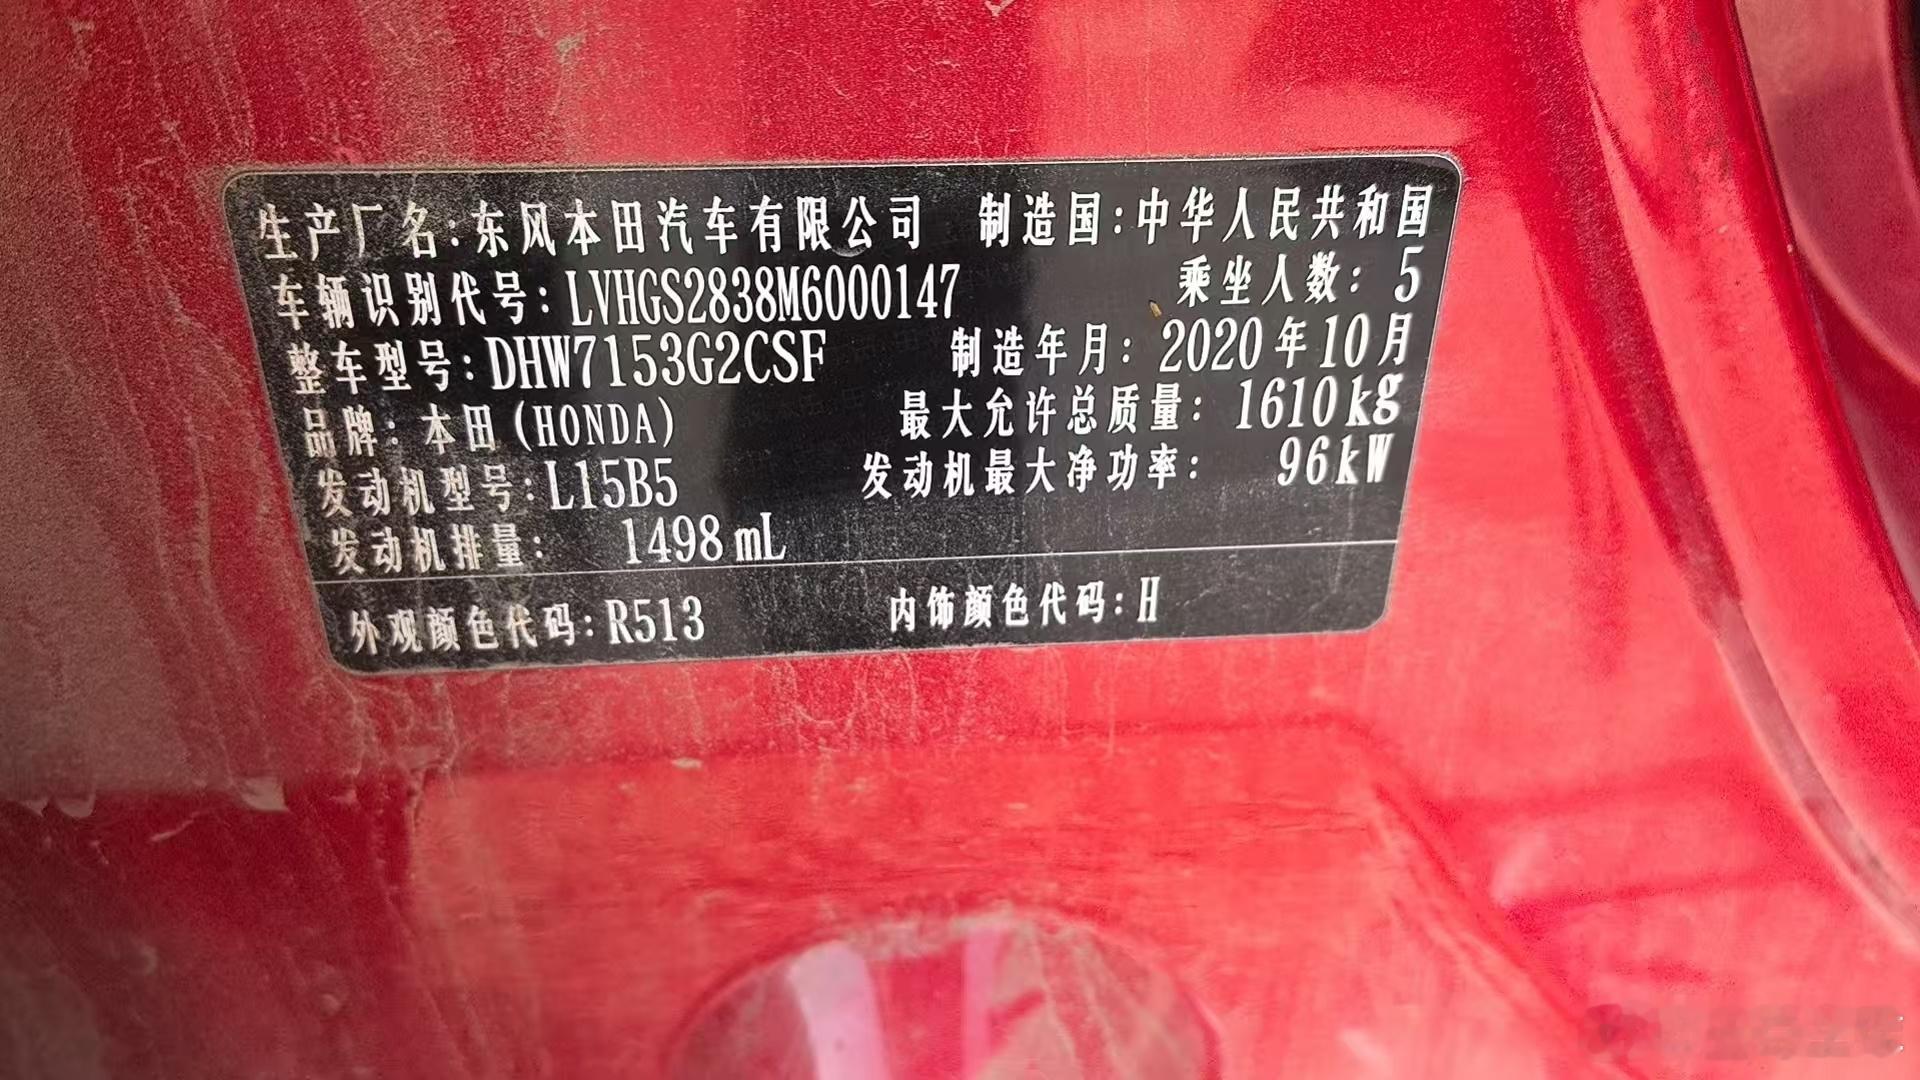 生产厂名:东风本田汽车有限公司 制造国:中华人民共和国
车辆识别代号:LVHGS2838M6000147 乘坐人数:5
整车型号:DHW7153G2CSF 制造年月:2020年10月
品牌:本田(HONDA) 最大允许总质量:1610kg
发动机型号:L15B5 发动机最大净功率:96kW
发动机排量:1498mL
外观颜色代码:R513 内饰颜色代码:H